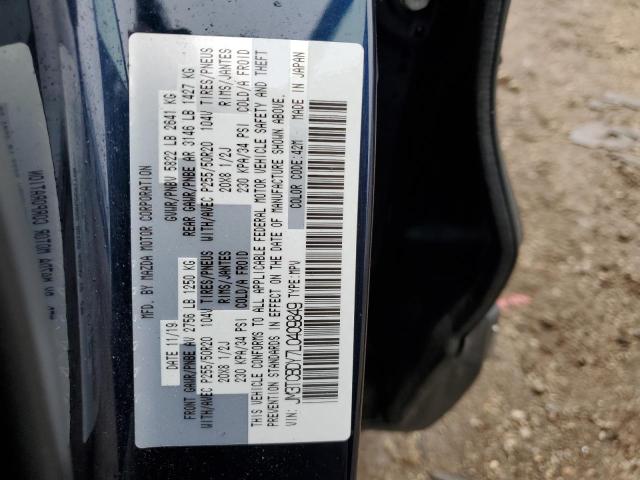 MFD. BY MAZDA MOTOR CORPORATION
DATE 11/19 GVWR/PNBV 5822 LB 2641 KG
FRONT GAWR/PNBE AV 2756 LB 1250 KG REAR GAWR/PNBE AR 3146 LB 1427 KG
WITH/AVEC P255/50R20 104V TIRES/PNEUS WITH/AVEC P255/50R20 104V TIRES/PNEUS
20X8 1/2J RIMS/JANTES 20X8 1/2J RIMS/JANTES
230 KPA/34 PSI COLD/A FROID 230 KPA/34 PSI COLD/A FROID
THIS VEHICLE CONFORMS TO ALL APPLICABLE FEDERAL MOTOR VEHICLE SAFETY AND THEFT
PREVENTION STANDARDS IN EFFECT ON THE DATE OF MANUFACTURE SHOWN ABOVE.
COLOR CODE: 42M MADE IN JAPAN
VIN: JM3TCBDY7L0409849 TYPE: MPV
MAZDA MOTOR CORPORATION